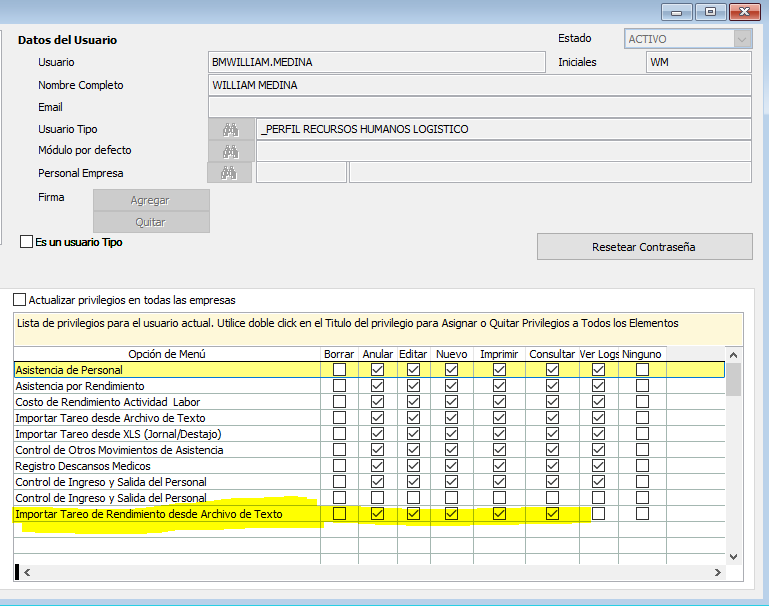 Datos del Usuario
Estado
ACTIVO
Usuario
BMWILLIAM.MEDINA
Iniciales
WM
Nombre Completo
WILLIAM MEDINA
Email
Usuario Tipo
_PERFIL RECURSOS HUMANOS LOGISTICO
Módulo por defecto
Personal Empresa
Firma
Agregar
Quitar
Es un usuario Tipo
Resetear Contraseña
Actualizar privilegios en todas las empresas
Lista de privilegios para el usuario actual. Utilice doble click en el Titulo del privilegio para Asignar o Quitar Privilegios a Todos los Elementos
Opción de Menú Borrar Anular Editar Nuevo Imprimir Consultar Ver Logs Ninguno
Asistencia de Personal
Asistencia por Rendimiento
Costo de Rendimiento Actividad Labor
Importar Tareo desde Archivo de Texto
Importar Tareo desde XLS (Jornal/Destajo)
Control de Otros Movimientos de Asistencia
Registro Descansos Medicos
Control de Ingreso y Salida del Personal
Control de Ingreso y Salida del Personal
Importar Tareo de Rendimiento desde Archivo de Texto